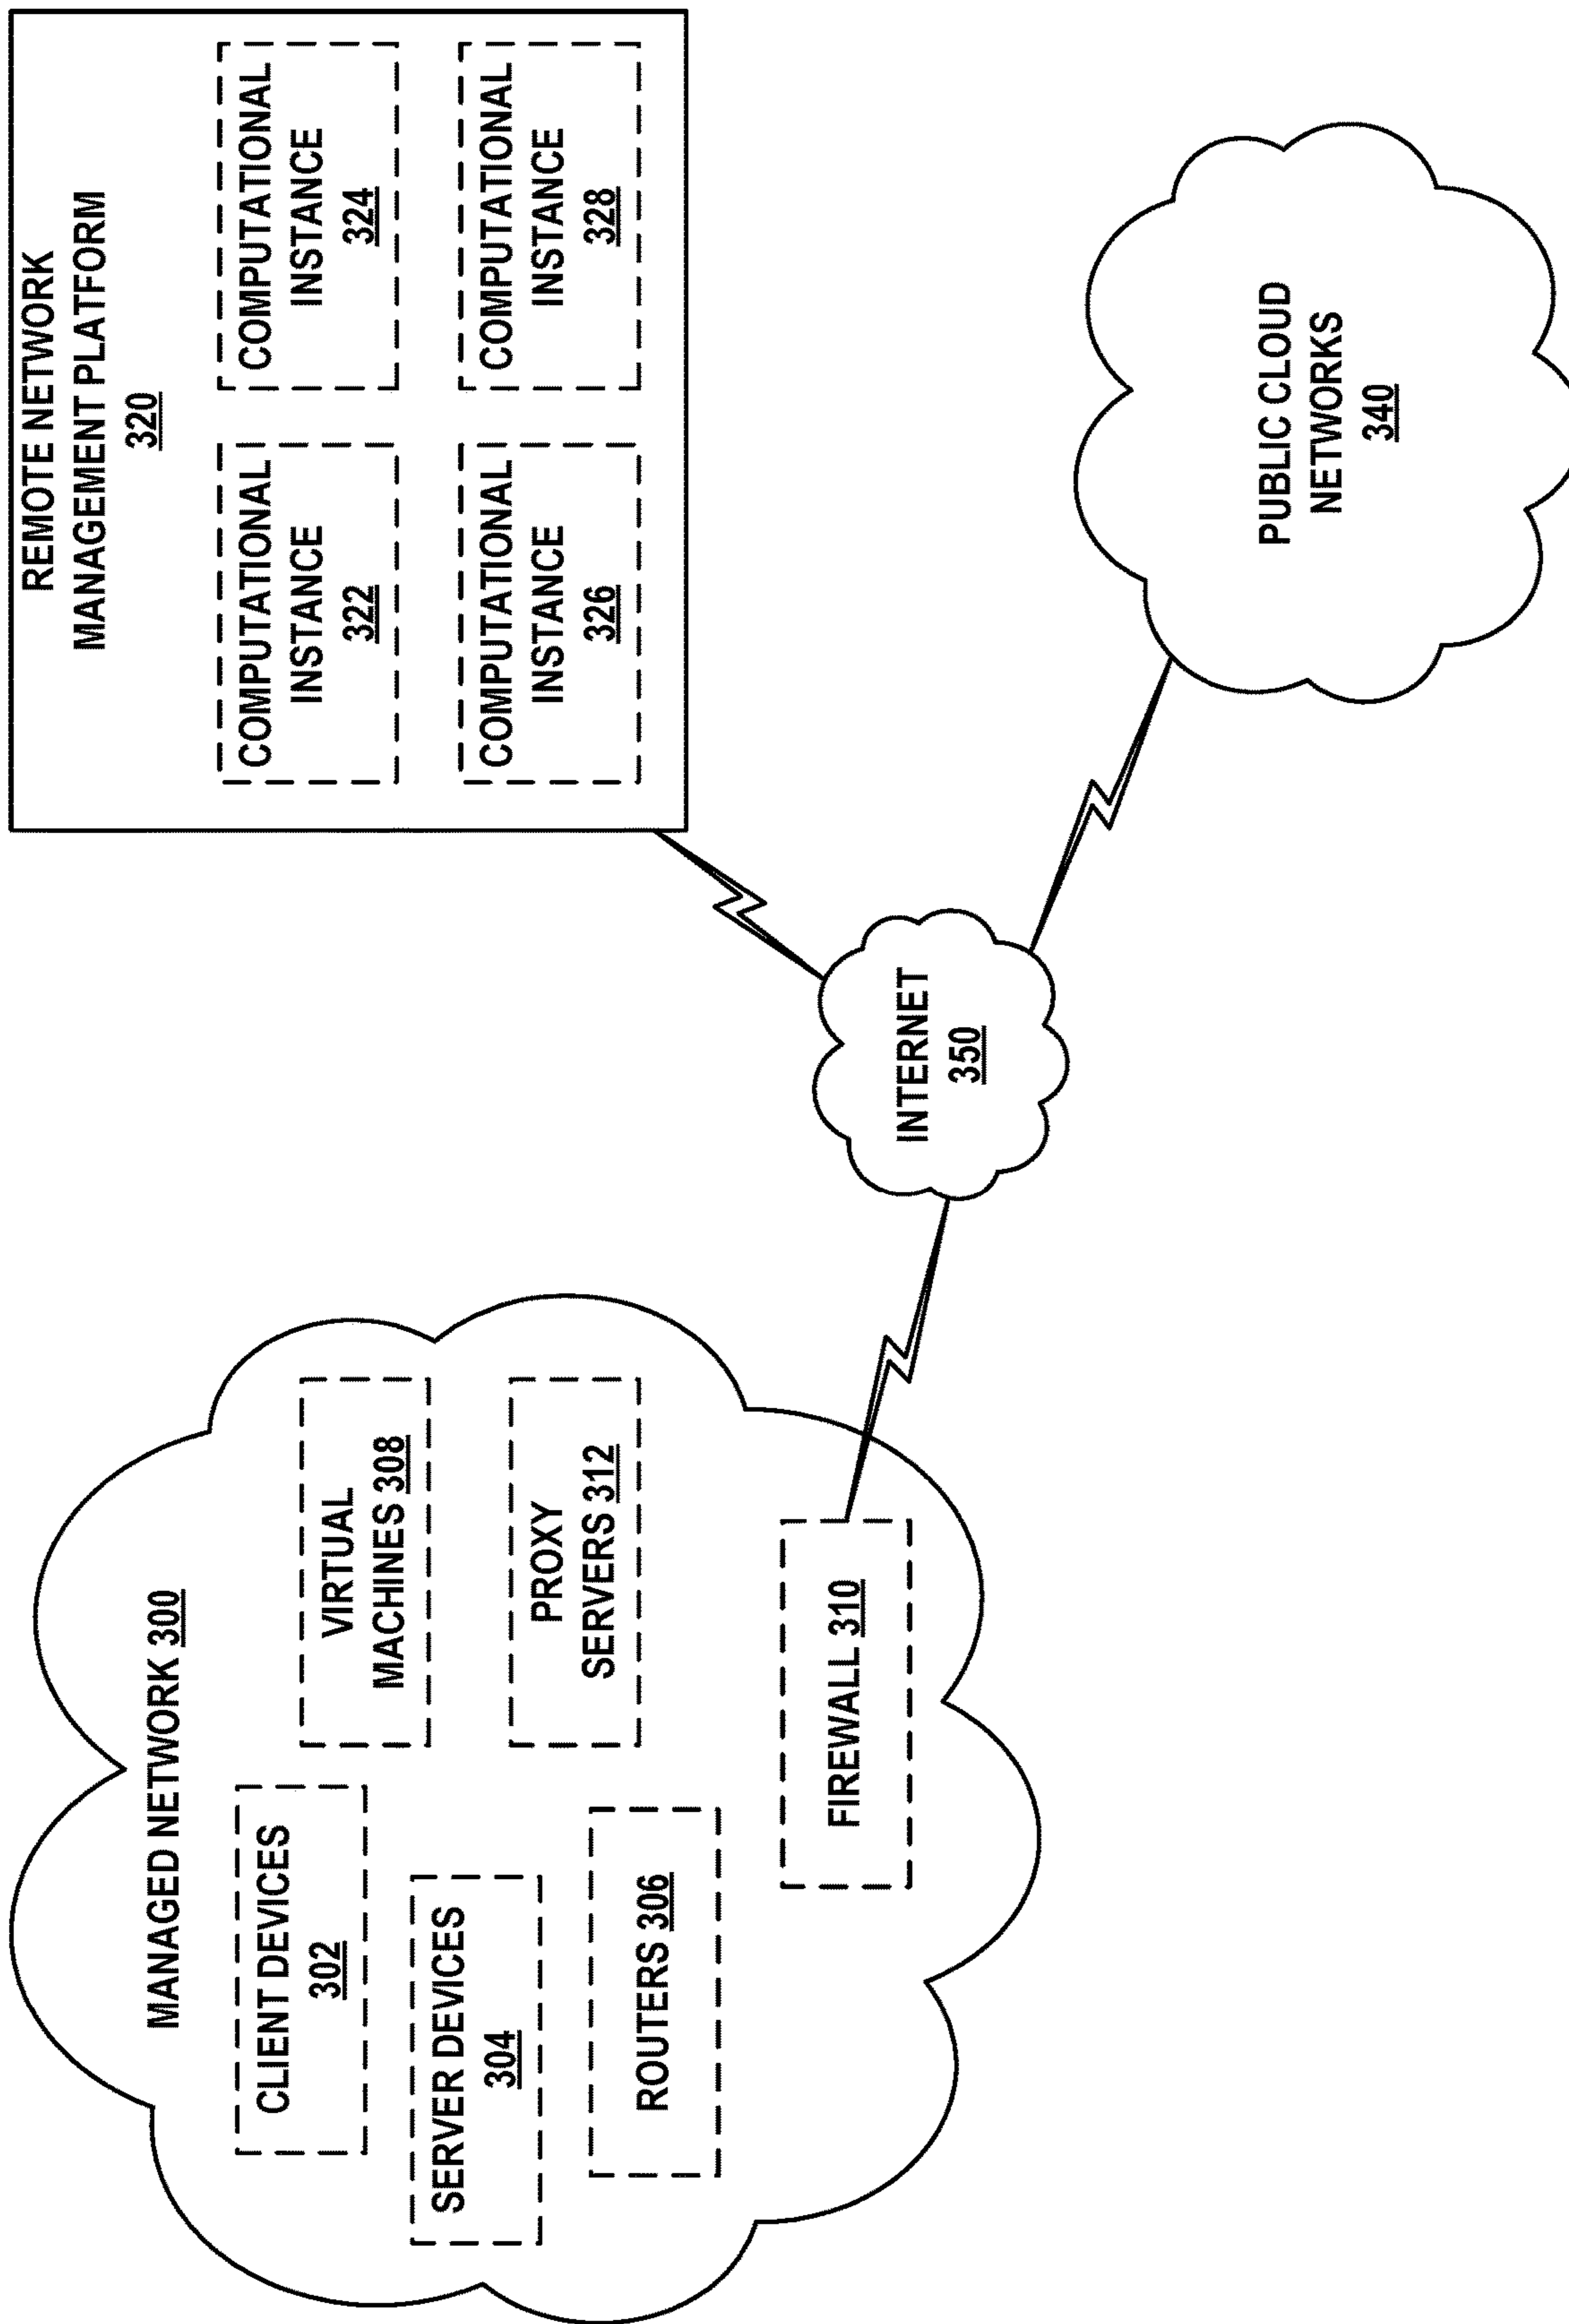 MANAGED NETWORK 300
CLIENT DEVICES
302
SERVER DEVICES
304
ROUTERS 306
VIRTUAL
MACHINES 308
PROXY
SERVERS 312
FIREWALL 310
INTERNET
350
REMOTE NETWORK
MANAGEMENT PLATFORM
320
COMPUTATIONAL
INSTANCE
322
COMPUTATIONAL
INSTANCE
324
COMPUTATIONAL
INSTANCE
326
COMPUTATIONAL
INSTANCE
328
PUBLIC CLOUD
NETWORKS
340